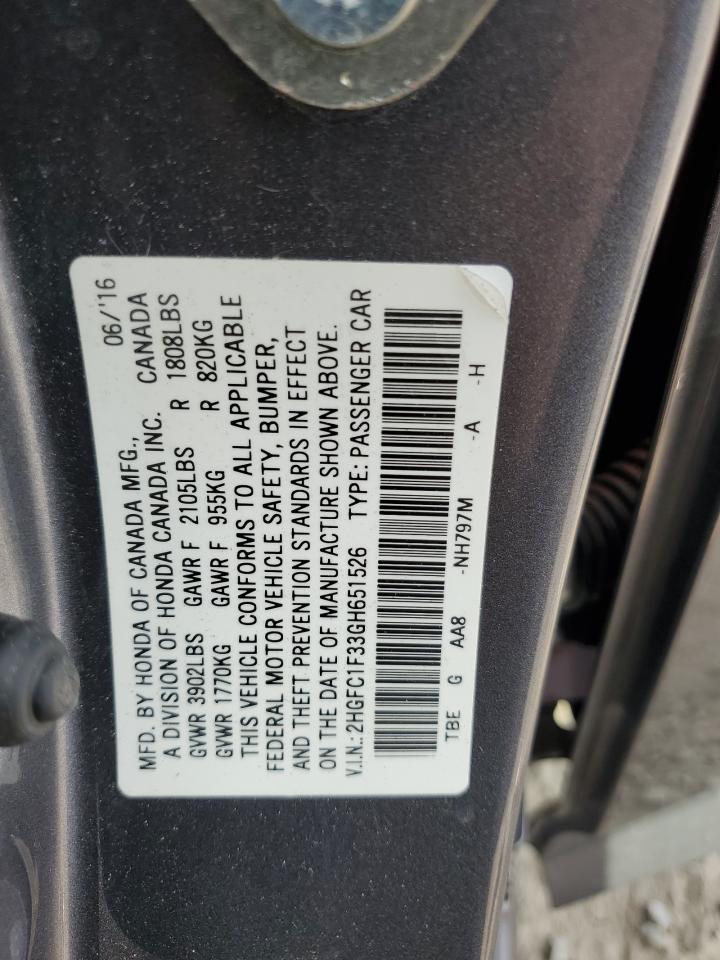 MFD. BY HONDA OF CANADA MFG., 06/'16
A DIVISION OF HONDA CANADA INC. CANADA
GVWR 3902LBS GAWR F 2105LBS R 1808LBS
GVWR 1770KG GAWR F 955KG R 820KG
THIS VEHICLE CONFORMS TO ALL APPLICABLE
FEDERAL MOTOR VEHICLE SAFETY, BUMPER,
AND THEFT PREVENTION STANDARDS IN EFFECT
ON THE DATE OF MANUFACTURE SHOWN ABOVE.
V.I.N.: 2HGFC1F33GH651526 TYPE: PASSENGER CAR
TBE G AA8 -NH797M -A -H